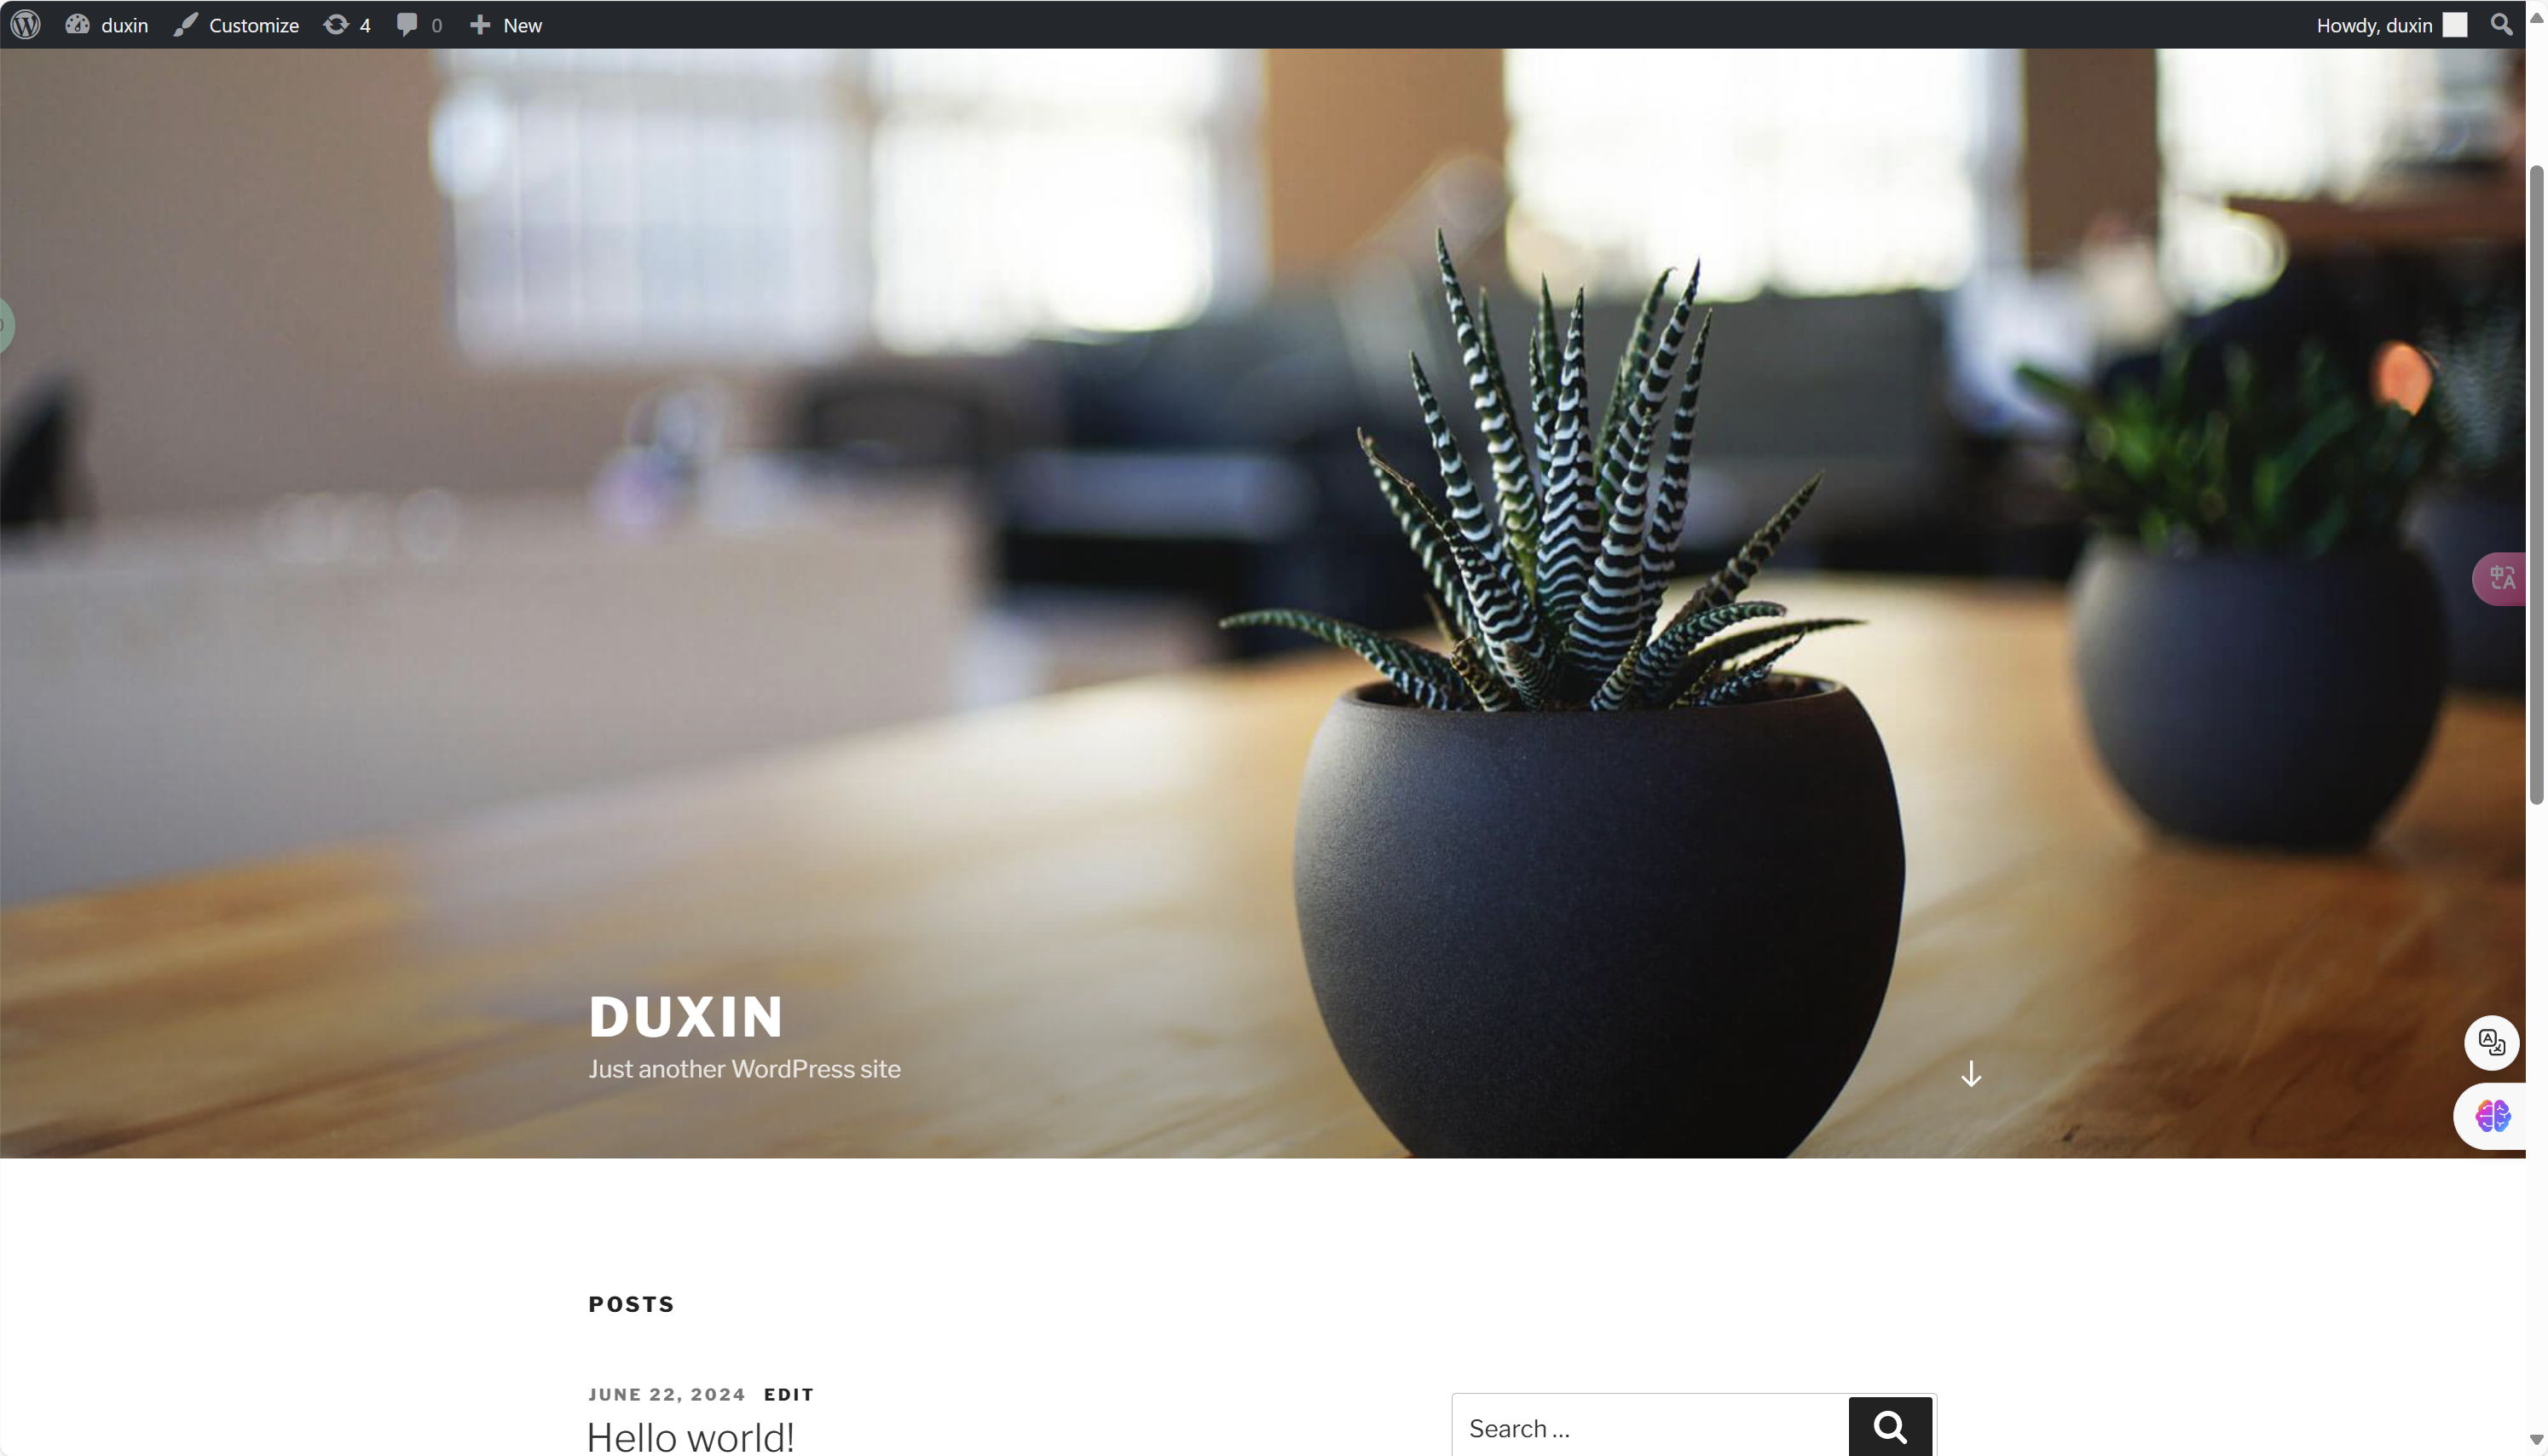 duxin Customize 4 0 New Howdy, duxin
DUXIN
Just another WordPress site
POSTS
JUNE 22, 2024 EDIT
Hello world!
Search ...